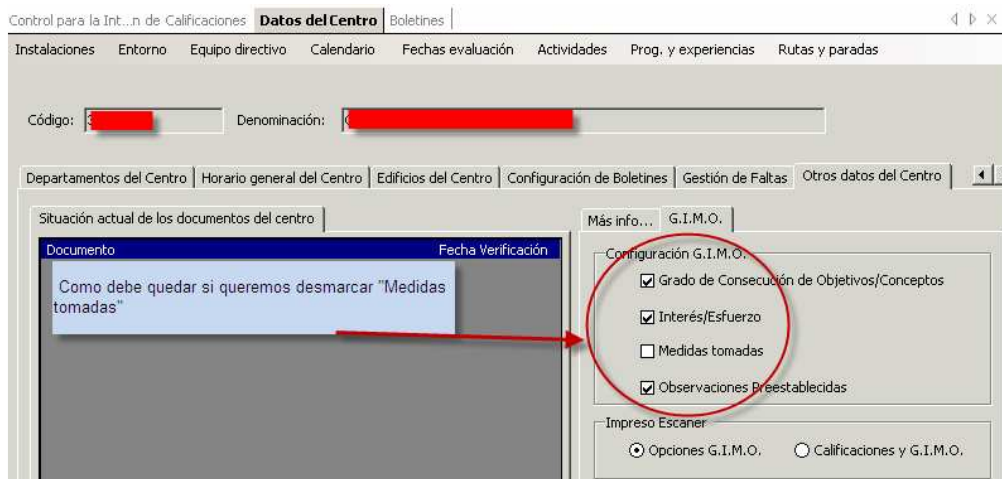 Control para la Int...n de Calificaciones Datos del Centro Boletines
Instalaciones Entorno Equipo directivo Calendario Fechas evaluación Actividades Prog. y experiencias Rutas y paradas
Código: Denominación:
Departamentos del Centro Horario general del Centro Edificios del Centro Configuración de Boletines Gestión de Faltas Otros datos del Centro
Situación actual de los documentos del centro Más info... G.I.M.O.
Documento Fecha Verificación
Configuración G.I.M.O.
Como debe quedar si queremos desmarcar "Medidas
tomadas"
Grado de Consecución de Objetivos/Conceptos
Interés/Esfuerzo
Medidas tomadas
Observaciones Preestablecidas
Impreso Escaner
Opciones G.I.M.O. Calificaciones y G.I.M.O.